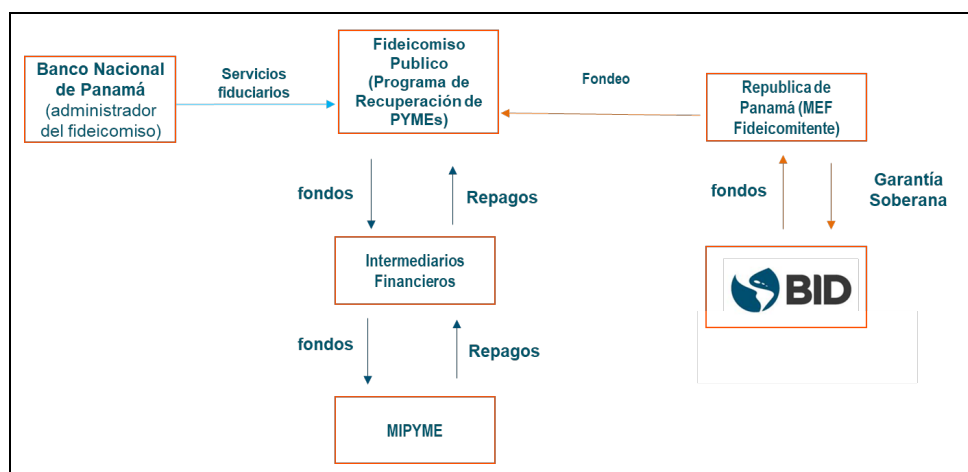 Banco Nacional
de Panamá
(administrador
del fideicomiso)
Servicios
fiduciarios
Fideicomiso
Publico
(Programa de
Recuperación de
PYMEs)
Fondeo
Republica de
Panamá (MEF
Fideicomitente)
fondos
Repagos
fondos
Garantía
Soberana
Intermediarios
Financieros
BID
fondos
Repagos
MIPYME